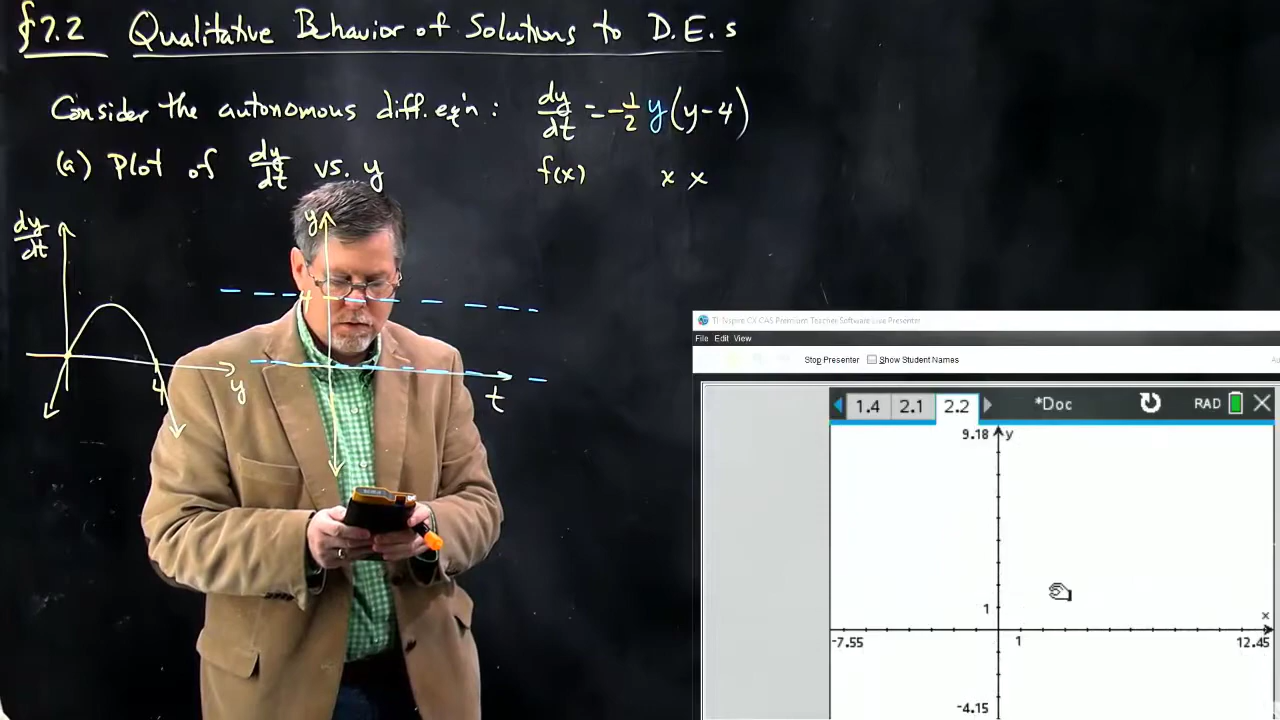 §7.2 Qualitative Behavior of Solutions to D.E.s
Consider the autonomous diff. eq'n: dy/dt = -1/2 y(y-4)
(a) Plot of dy/dt vs. y
f(x) x x
dy/dt
y
4
y
4
t
TI-Nspire CX CAS Premium Teacher Software Live Presenter
File Edit View
Stop Presenter Show Student Names
1.4 2.1 2.2 *Doc RAD
9.18 y
1
x
-7.55 1 12.45
-4.15